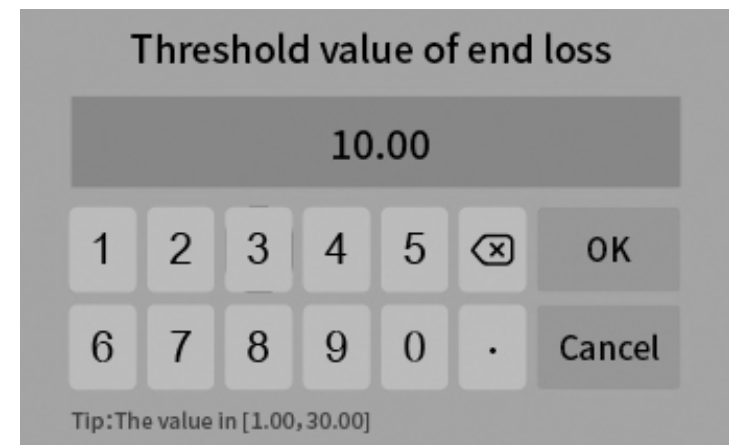 Threshold value of end loss
10.00
1 2 3 4 5 OK
6 7 8 9 0 . Cancel
Tip:The value in [1.00,30.00]